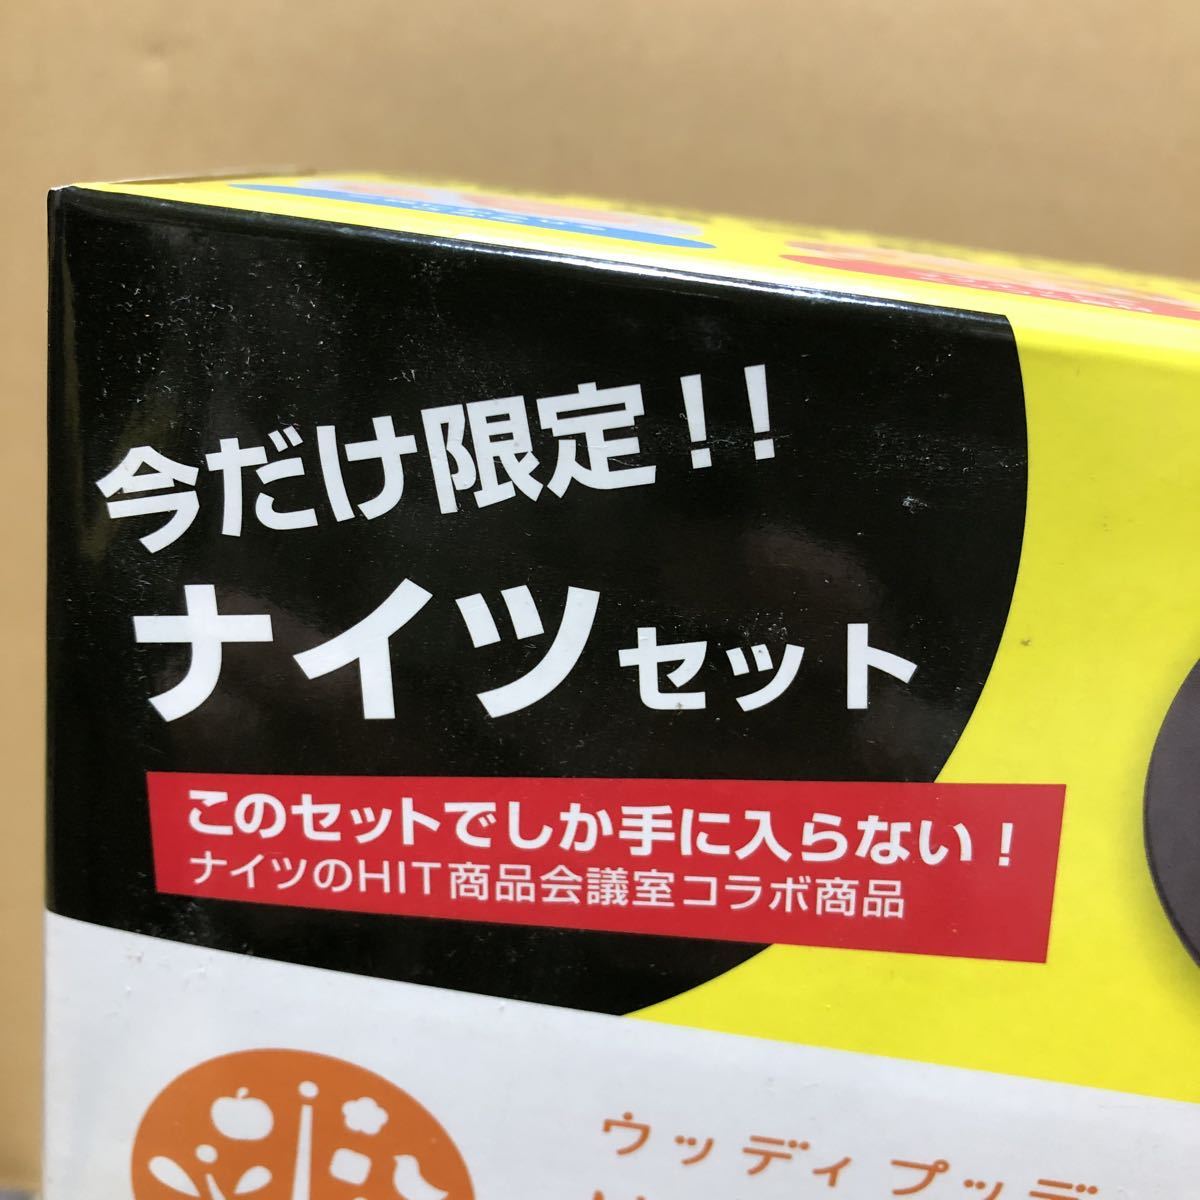 今だけ限定!!
ナイツセット
このセットでしか手に入らない!
ナイツのHIT商品会議室コラボ商品
ウッディプッデ